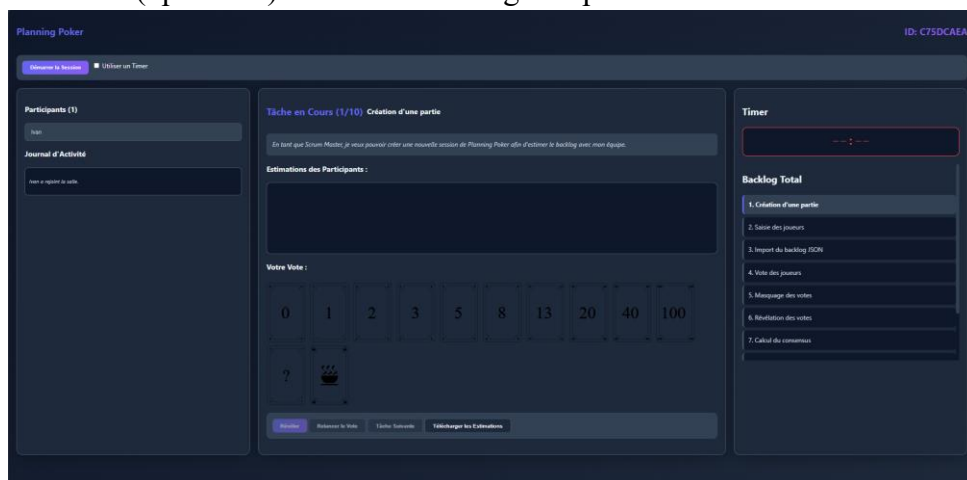 Planning Poker
ID: C75DCAEA
Démarrer la Session
Utiliser un Timer
Participants (1)
Ivan
Journal d'Activité
Ivan a rejoint la salle.
Tâche en Cours (1/10) Création d'une partie
En tant que Scrum Master, je veux pouvoir créer une nouvelle session de Planning Poker afin d'estimer le backlog avec mon équipe.
Estimations des Participants :
Votre Vote :
0 1 2 3 5 8 13 20 40 100
?
Révéler Relancer le Vote Tâche Suivante Télécharger les Estimations
Timer
--:--
Backlog Total
1. Création d'une partie
2. Saisie des joueurs
3. Import du backlog JSON
4. Vote des joueurs
5. Masquage des votes
6. Révélation des votes
7. Calcul du consensus